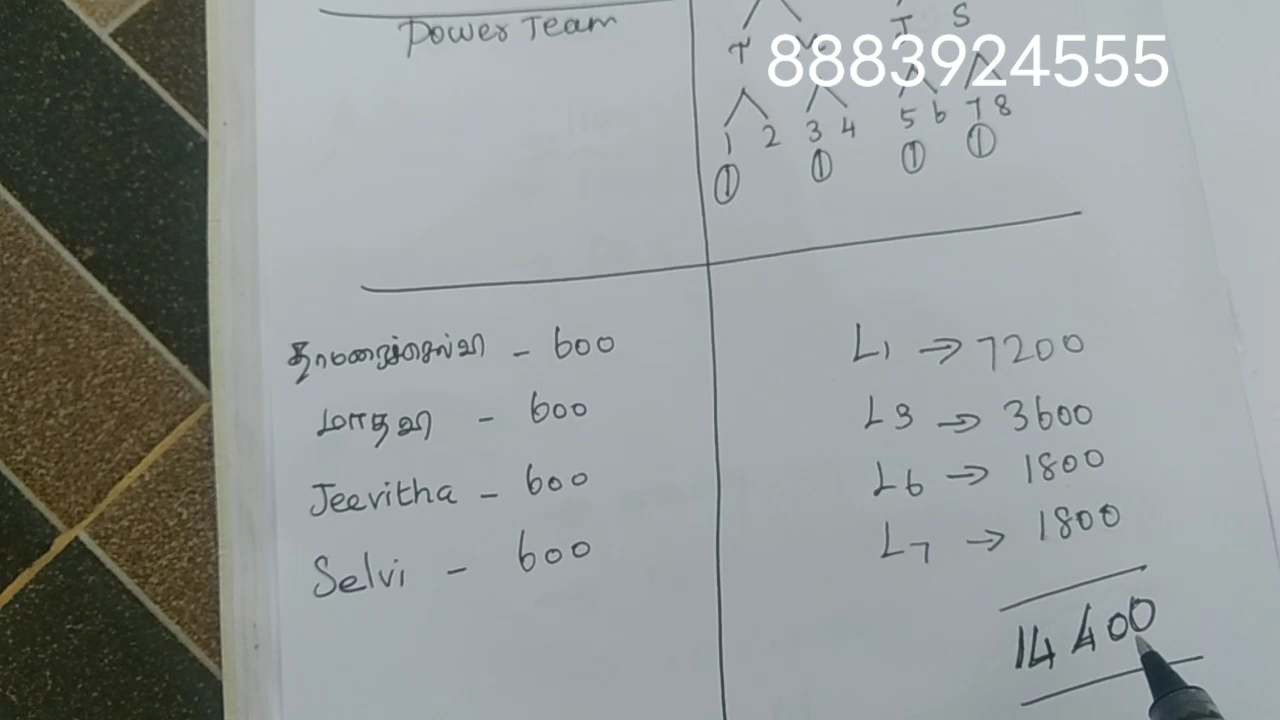 Power Team
T S
8883924555
1 2 3 4 5 6 7 8
1 1 1 1
தாமரைச்செல்வி - 600
மாதவி - 600
Jeevitha - 600
Selvi - 600
L1 → 7200
L3 → 3600
L6 → 1800
L7 → 1800
14400